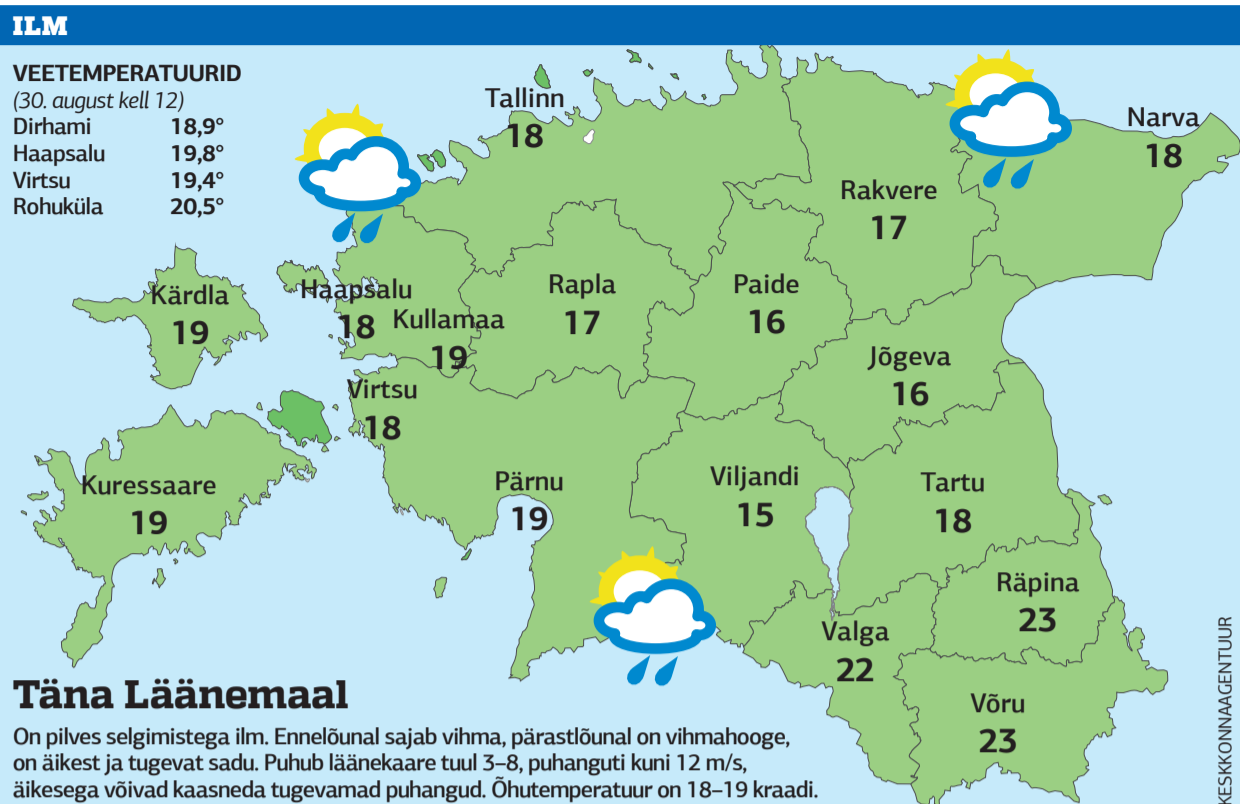 ILM
VEETEMPERATUURID
(30. august kell 12)
Dirhami 18,9°
Haapsalu 19,8°
Virtsu 19,4°
Rohuküla 20,5°
Tallinn
18
Narva
18
Rakvere
17
Kärdla
19
Haapsalu
18
Kullamaa
19
Rapla
17
Paide
16
Jõgeva
16
Virtsu
18
Kuressaare
19
Pärnu
19
Viljandi
15
Tartu
18
Räpina
23
Valga
22
Võru
23
Täna Läänemaal
On pilves selgimistega ilm. Ennelõunal sajab vihma, pärastlõunal on vihmahooge,
on äikest ja tugevat sadu. Puhub läänekaare tuul 3–8, puhanguti kuni 12 m/s,
äikesega võivad kaasneda tugevamad puhangud. Õhutemperatuur on 18–19 kraadi.
KESKKONNAAGENTUUR